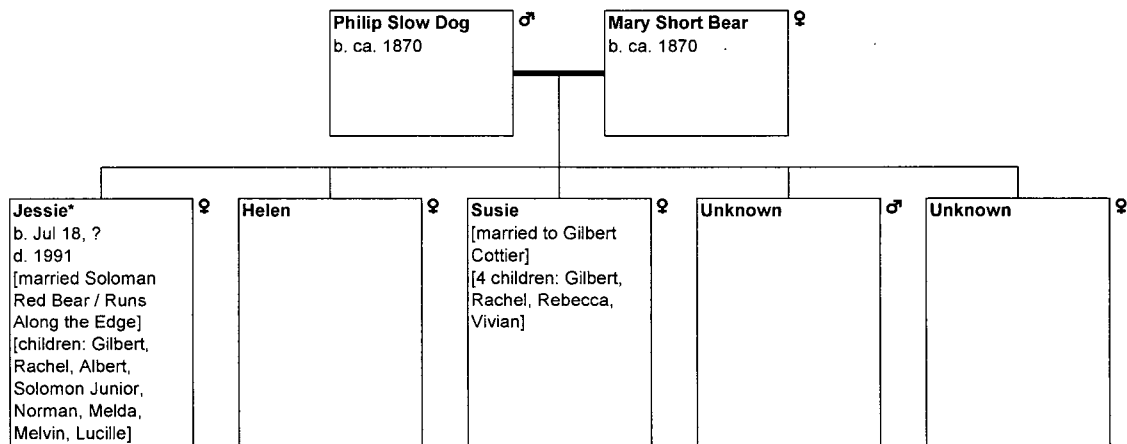 Philip Slow Dog ♂
b. ca. 1870
Mary Short Bear ♀
b. ca. 1870
Jessie* ♀
b. Jul 18, ?
d. 1991
[married Soloman
Red Bear / Runs
Along the Edge]
[children: Gilbert,
Rachel, Albert,
Solomon Junior,
Norman, Melda,
Melvin, Lucille]
Helen ♀
Susie ♀
[married to Gilbert
Cottier]
[4 children: Gilbert,
Rachel, Rebecca,
Vivian]
Unknown ♂
Unknown ♀